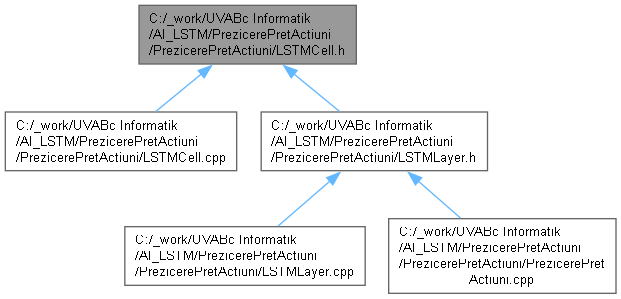 C:/_work/UVABc Informatik
/AI_LSTM/PrezicerePretActiuni
/PrezicerePretActiuni/LSTMCell.h
C:/_work/UVABc Informatik
/AI_LSTM/PrezicerePretActiuni
/PrezicerePretActiuni/LSTMCell.cpp
C:/_work/UVABc Informatik
/AI_LSTM/PrezicerePretActiuni
/PrezicerePretActiuni/LSTMLayer.h
C:/_work/UVABc Informatik
/AI_LSTM/PrezicerePretActiuni
/PrezicerePretActiuni/LSTMLayer.cpp
C:/_work/UVABc Informatik
/AI_LSTM/PrezicerePretActiuni
/PrezicerePretActiuni/PrezicerePret
Actiuni.cpp